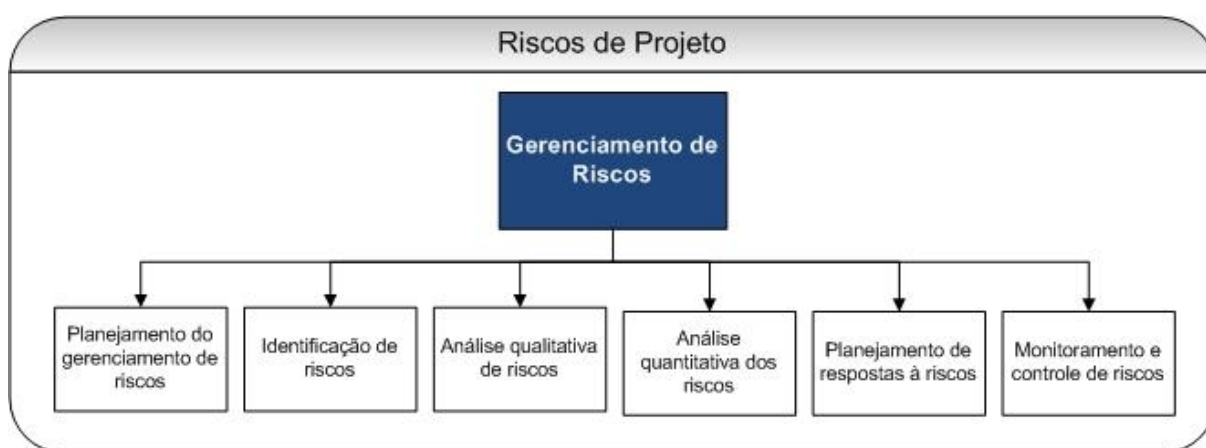 Riscos de Projeto
Gerenciamento de
Riscos
Planejamento do
gerenciamento de
riscos
Identificação de
riscos
Análise qualitativa
de riscos
Análise
quantitativa dos
riscos
Planejamento de
respostas à riscos
Monitoramento e
controle de riscos